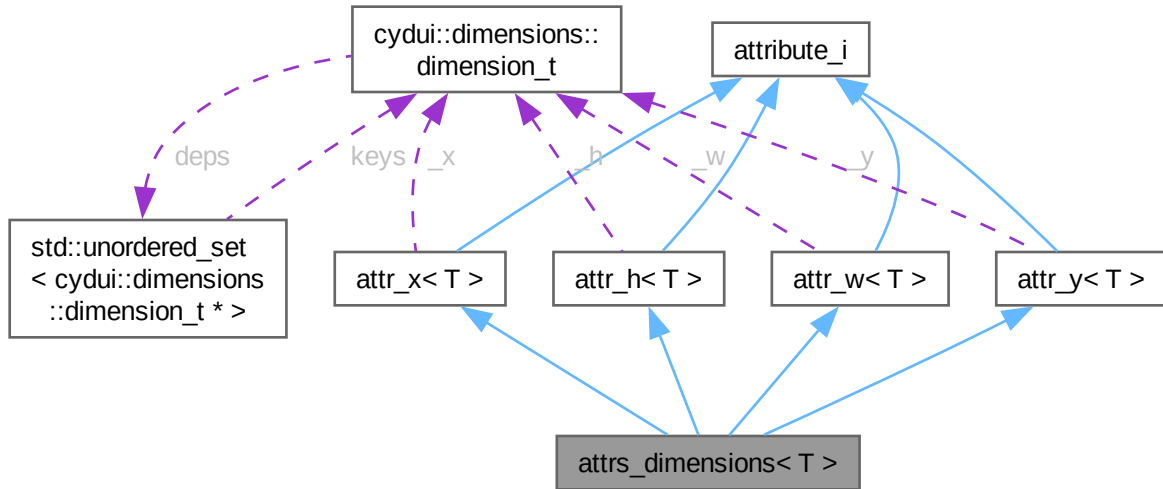 cydui::dimensions::
dimension_t
attribute_i
deps
keys
_x
_h
_w
_y
std::unordered_set
< cydui::dimensions
::dimension_t * >
attr_x< T >
attr_h< T >
attr_w< T >
attr_y< T >
attrs_dimensions< T >